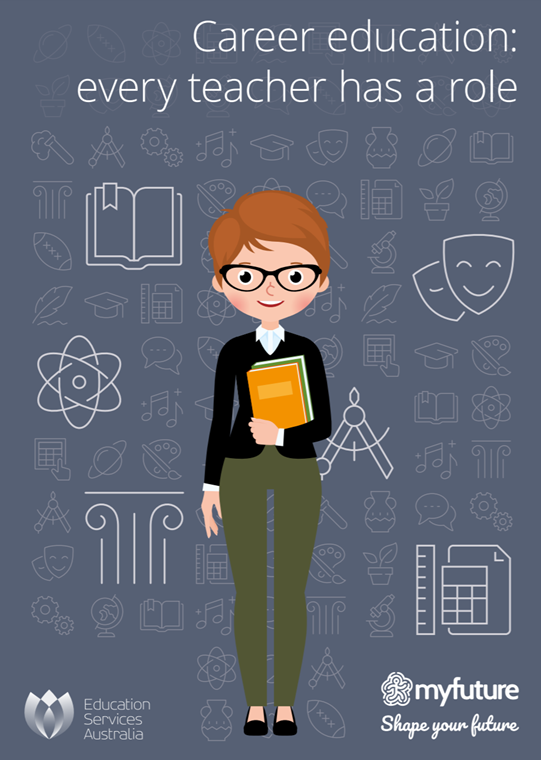 Career education:
every teacher has a role
Education
Services
Australia
myfuture
Shape your future